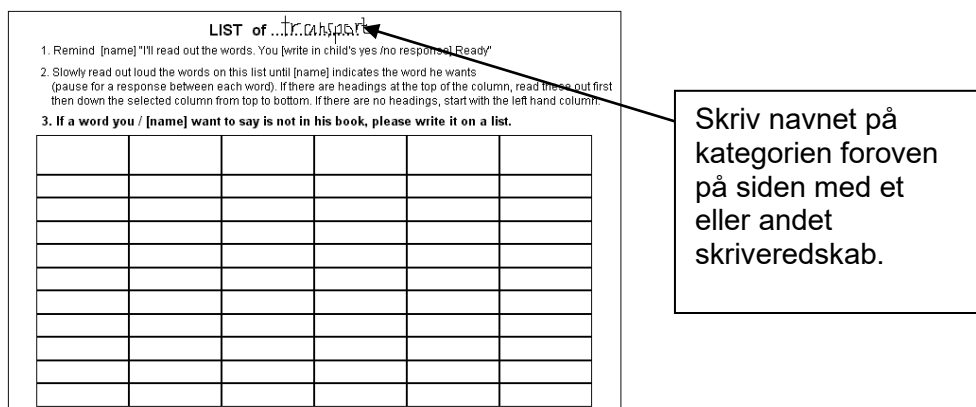 LIST of ...transport
1. Remind [name] "I'll read out the words. You [write in child's yes /no response] Ready"
2. Slowly read out loud the words on this list until [name] indicates the word he wants
(pause for a response between each word). If there are headings at the top of the column, read these out first
then down the selected column from top to bottom. If there are no headings, start with the left hand column.
3. If a word you / [name] want to say is not in his book, please write it on a list.
Skriv navnet på
kategorien foroven
på siden med et
eller andet
skriveredskab.